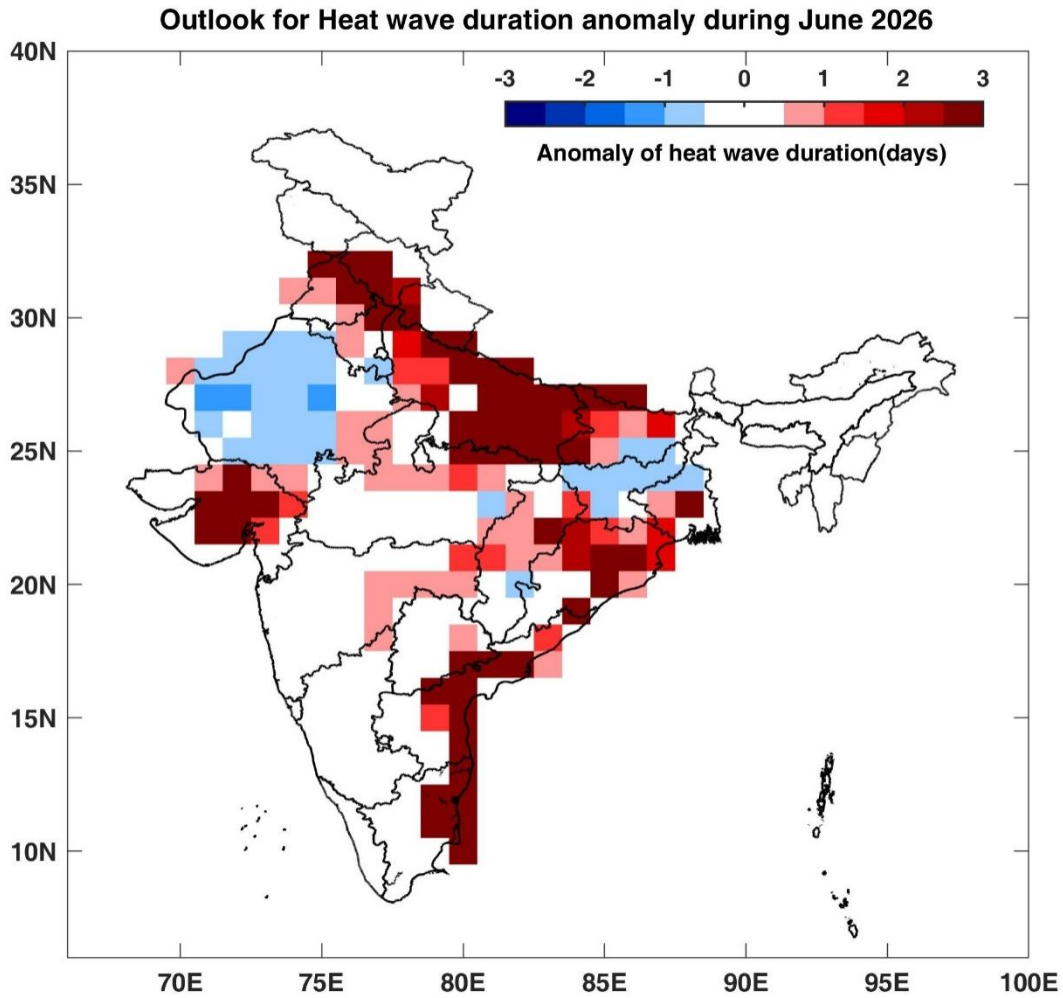 Outlook for Heat wave duration anomaly during June 2026
40N
-3 -2 -1 0 1 2 3
Anomaly of heat wave duration(days)
35N
30N
25N
20N
15N
10N
70E 75E 80E 85E 90E 95E 100E